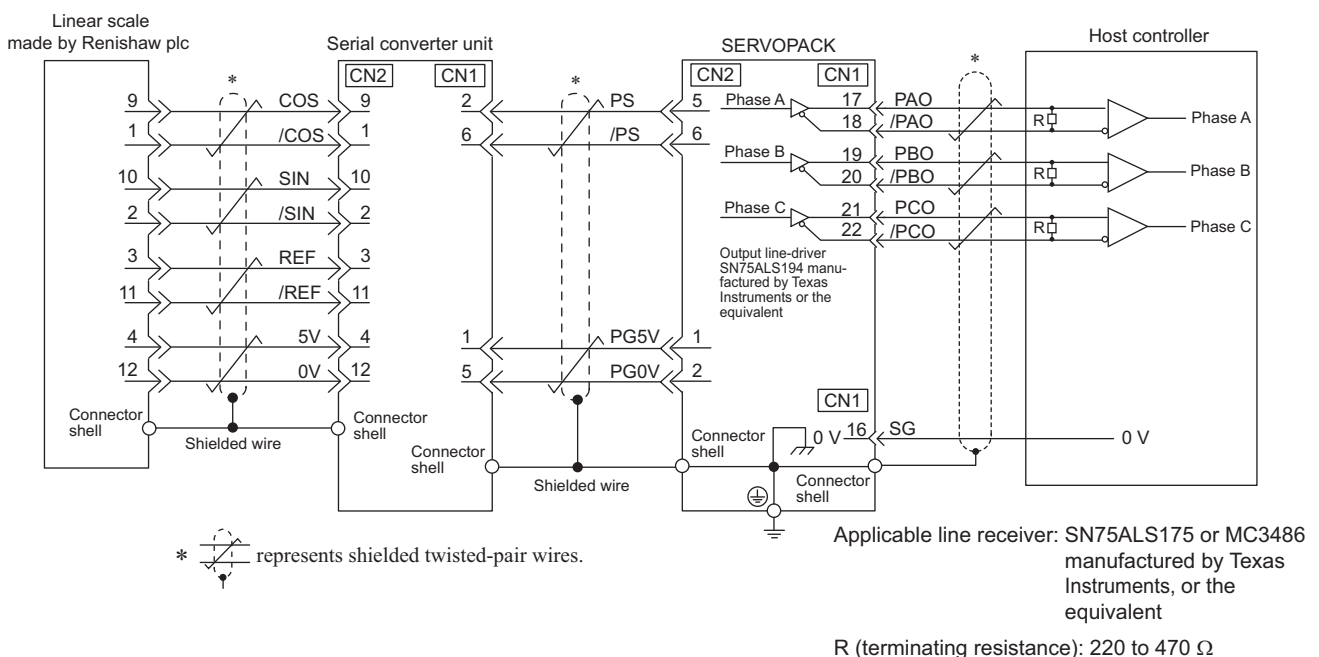 Linear scale
made by Renishaw plc
Serial converter unit
SERVOPACK
Host controller
*
*
*
CN2
CN1
CN2
CN1
9 COS 9
1 /COS 1
10 SIN 10
2 /SIN 2
3 REF 3
11 /REF 11
4 5V 4
12 0V 12
Connector
shell
Shielded wire
Connector
shell
2 PS 5
6 /PS 6
1 PG5V 1
5 PG0V 2
Connector
shell
Shielded wire
Connector
shell
Phase A 17 PAO
18 /PAO
R
Phase A
Phase B 19 PBO
20 /PBO
R
Phase B
Phase C 21 PCO
22 /PCO
R
Phase C
Output line-driver
SN75ALS194 manu-
factured by Texas
Instruments or the
equivalent
CN1
0 V 16 SG
0 V
Connector
shell
* represents shielded twisted-pair wires.
Applicable line receiver: SN75ALS175 or MC3486
manufactured by Texas
Instruments, or the
equivalent
R (terminating resistance): 220 to 470 Ω